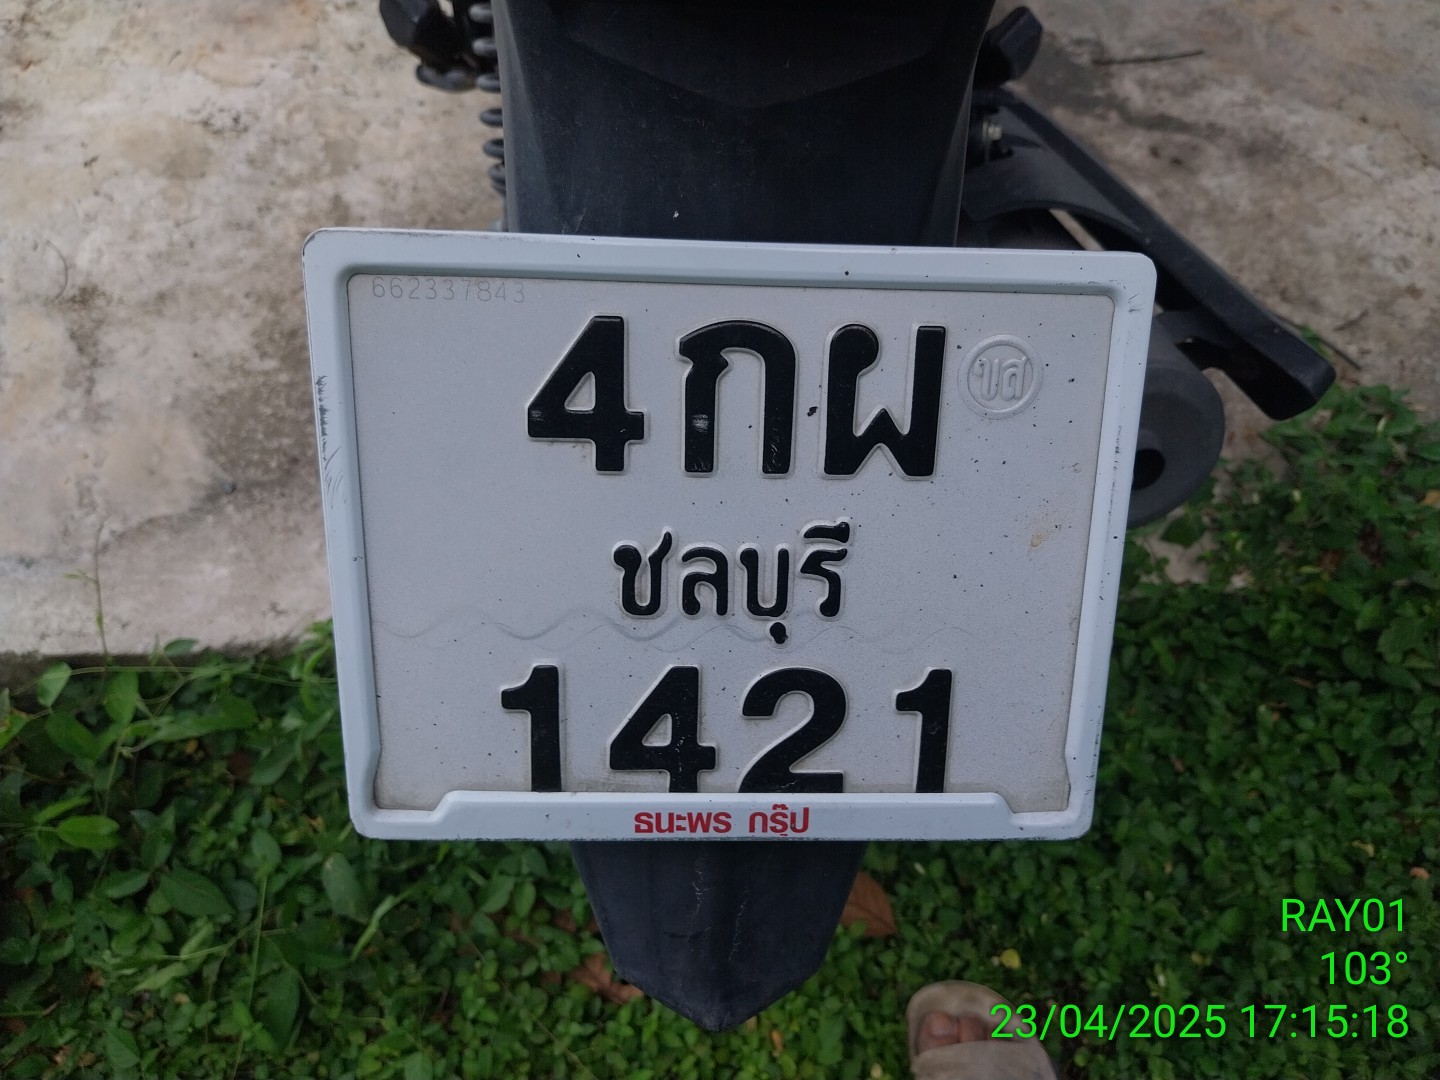 662337843
4กผ
ขส
ชลบุรี
1421
ธนะพร กรุ๊ป
RAY01
103°
23/04/2025 17:15:18